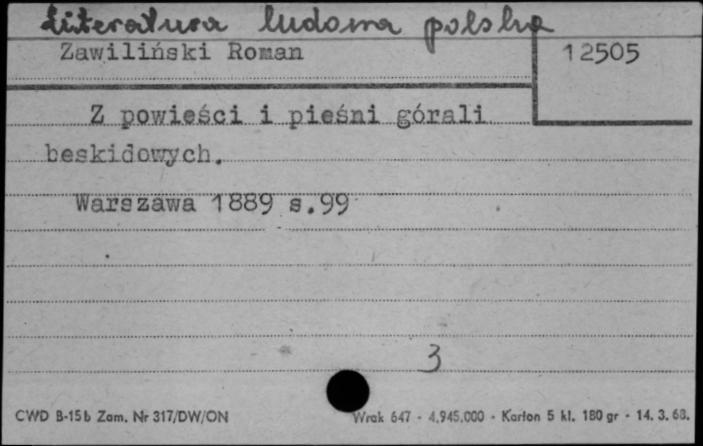 Literatura ludowa polska
Zawiliński Roman
12505
Z powieści i pieśni górali
beskidowych.
Warszawa 1889 s.99
3
CWD B-15b Zam. Nr 317/DW/ON
Wrak 647 - 4,945,000 - Karton 5 kl. 180 gr - 14. 3. 68.